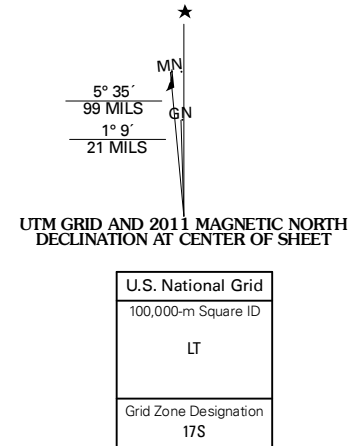 ★
MN
5° 35´
99 MILS
GN
1° 9´
21 MILS
UTM GRID AND 2011 MAGNETIC NORTH
DECLINATION AT CENTER OF SHEET
U.S. National Grid
100,000-m Square ID
LT
Grid Zone Designation
17S